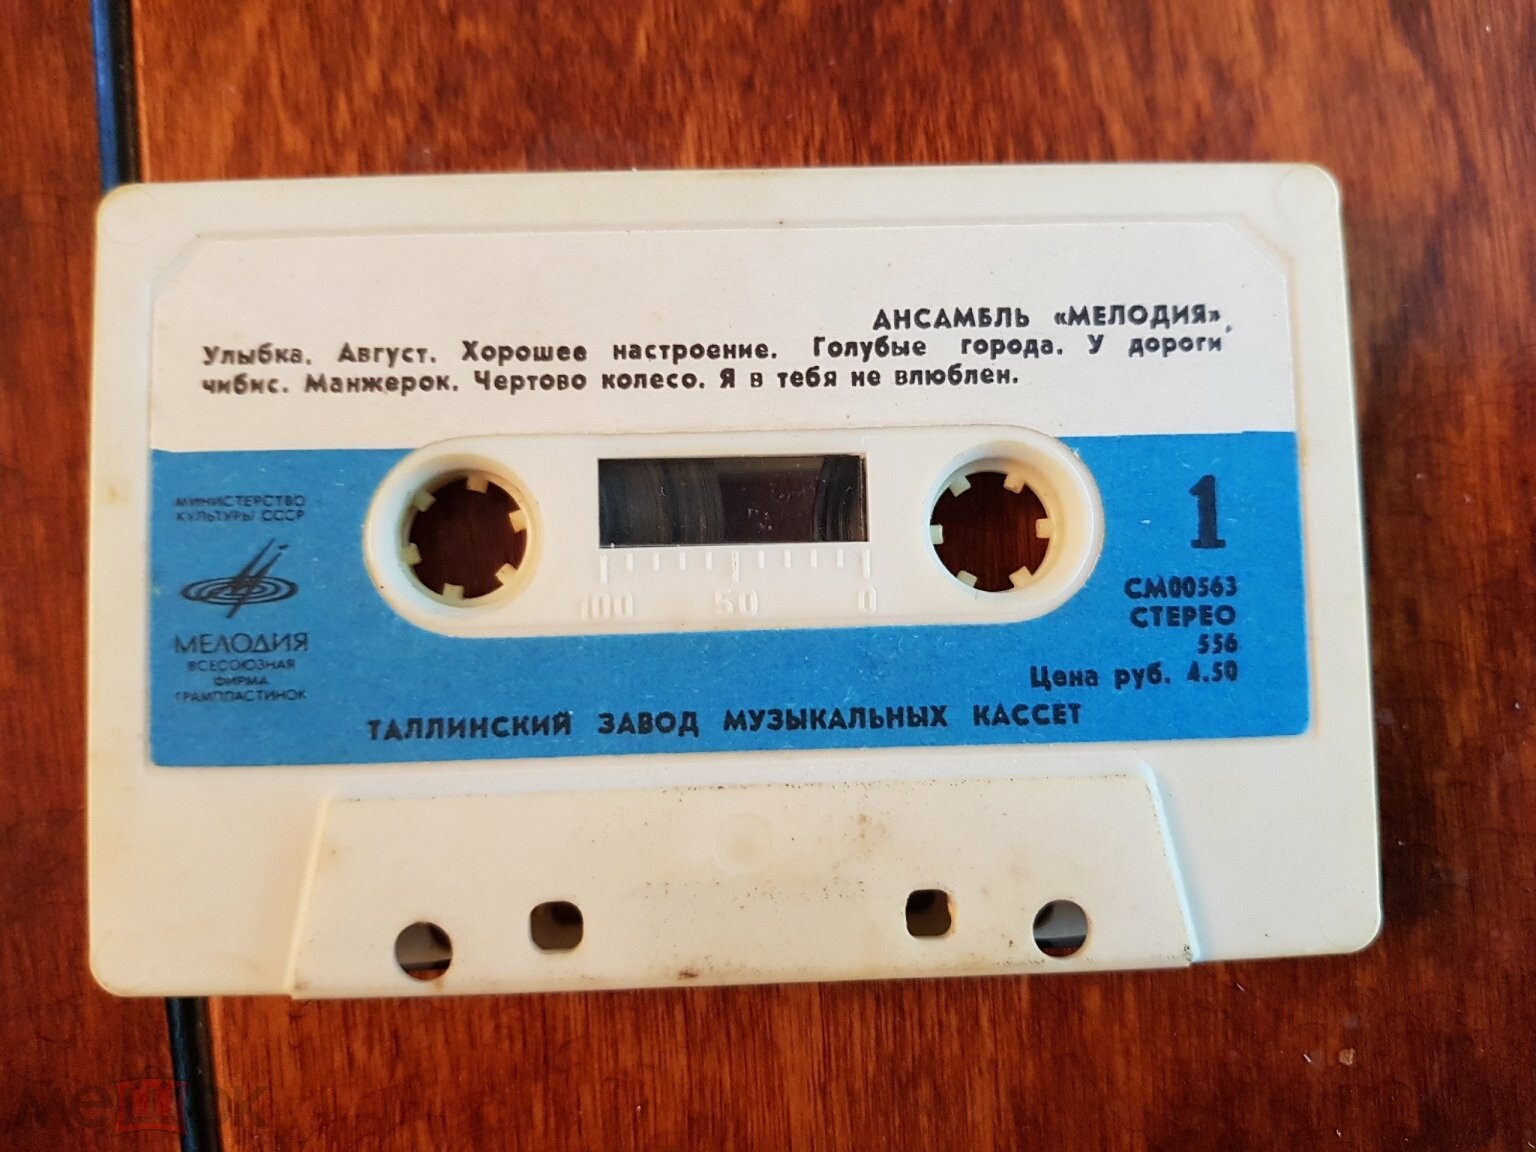 АНСАМБЛЬ «МЕЛОДИЯ»
Улыбка. Август. Хорошее настроение. Голубые города. У дороги
чибис. Манжерок. Чертово колесо. Я в тебя не влюблен.
МИНИСТЕРСТВО
КУЛЬТУРЫ СССР
МЕЛОДИЯ
ВСЕСОЮЗНАЯ
ФИРМА
ГРАМПЛАСТИНОК
100 50 0
1
СМ00563
СТЕРЕО
556
Цена руб. 4.50
ТАЛЛИНСКИЙ ЗАВОД МУЗЫКАЛЬНЫХ КАССЕТ
мешок